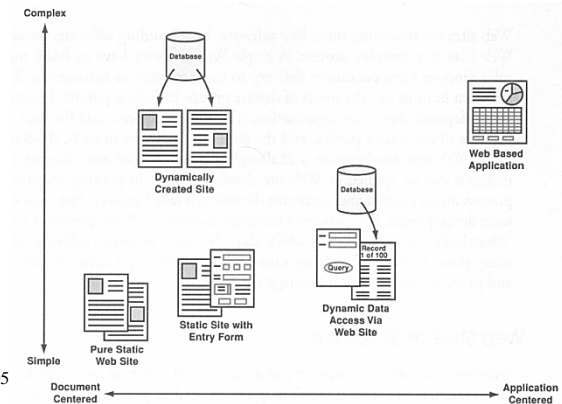 Complex
Database
Dynamically
Created Site
Web Based
Application
Database
Query
Record
1 of 100
Dynamic Data
Access Via
Web Site
Static Site with
Entry Form
Pure Static
Web Site
Simple
5
Document
Centered
Application
Centered